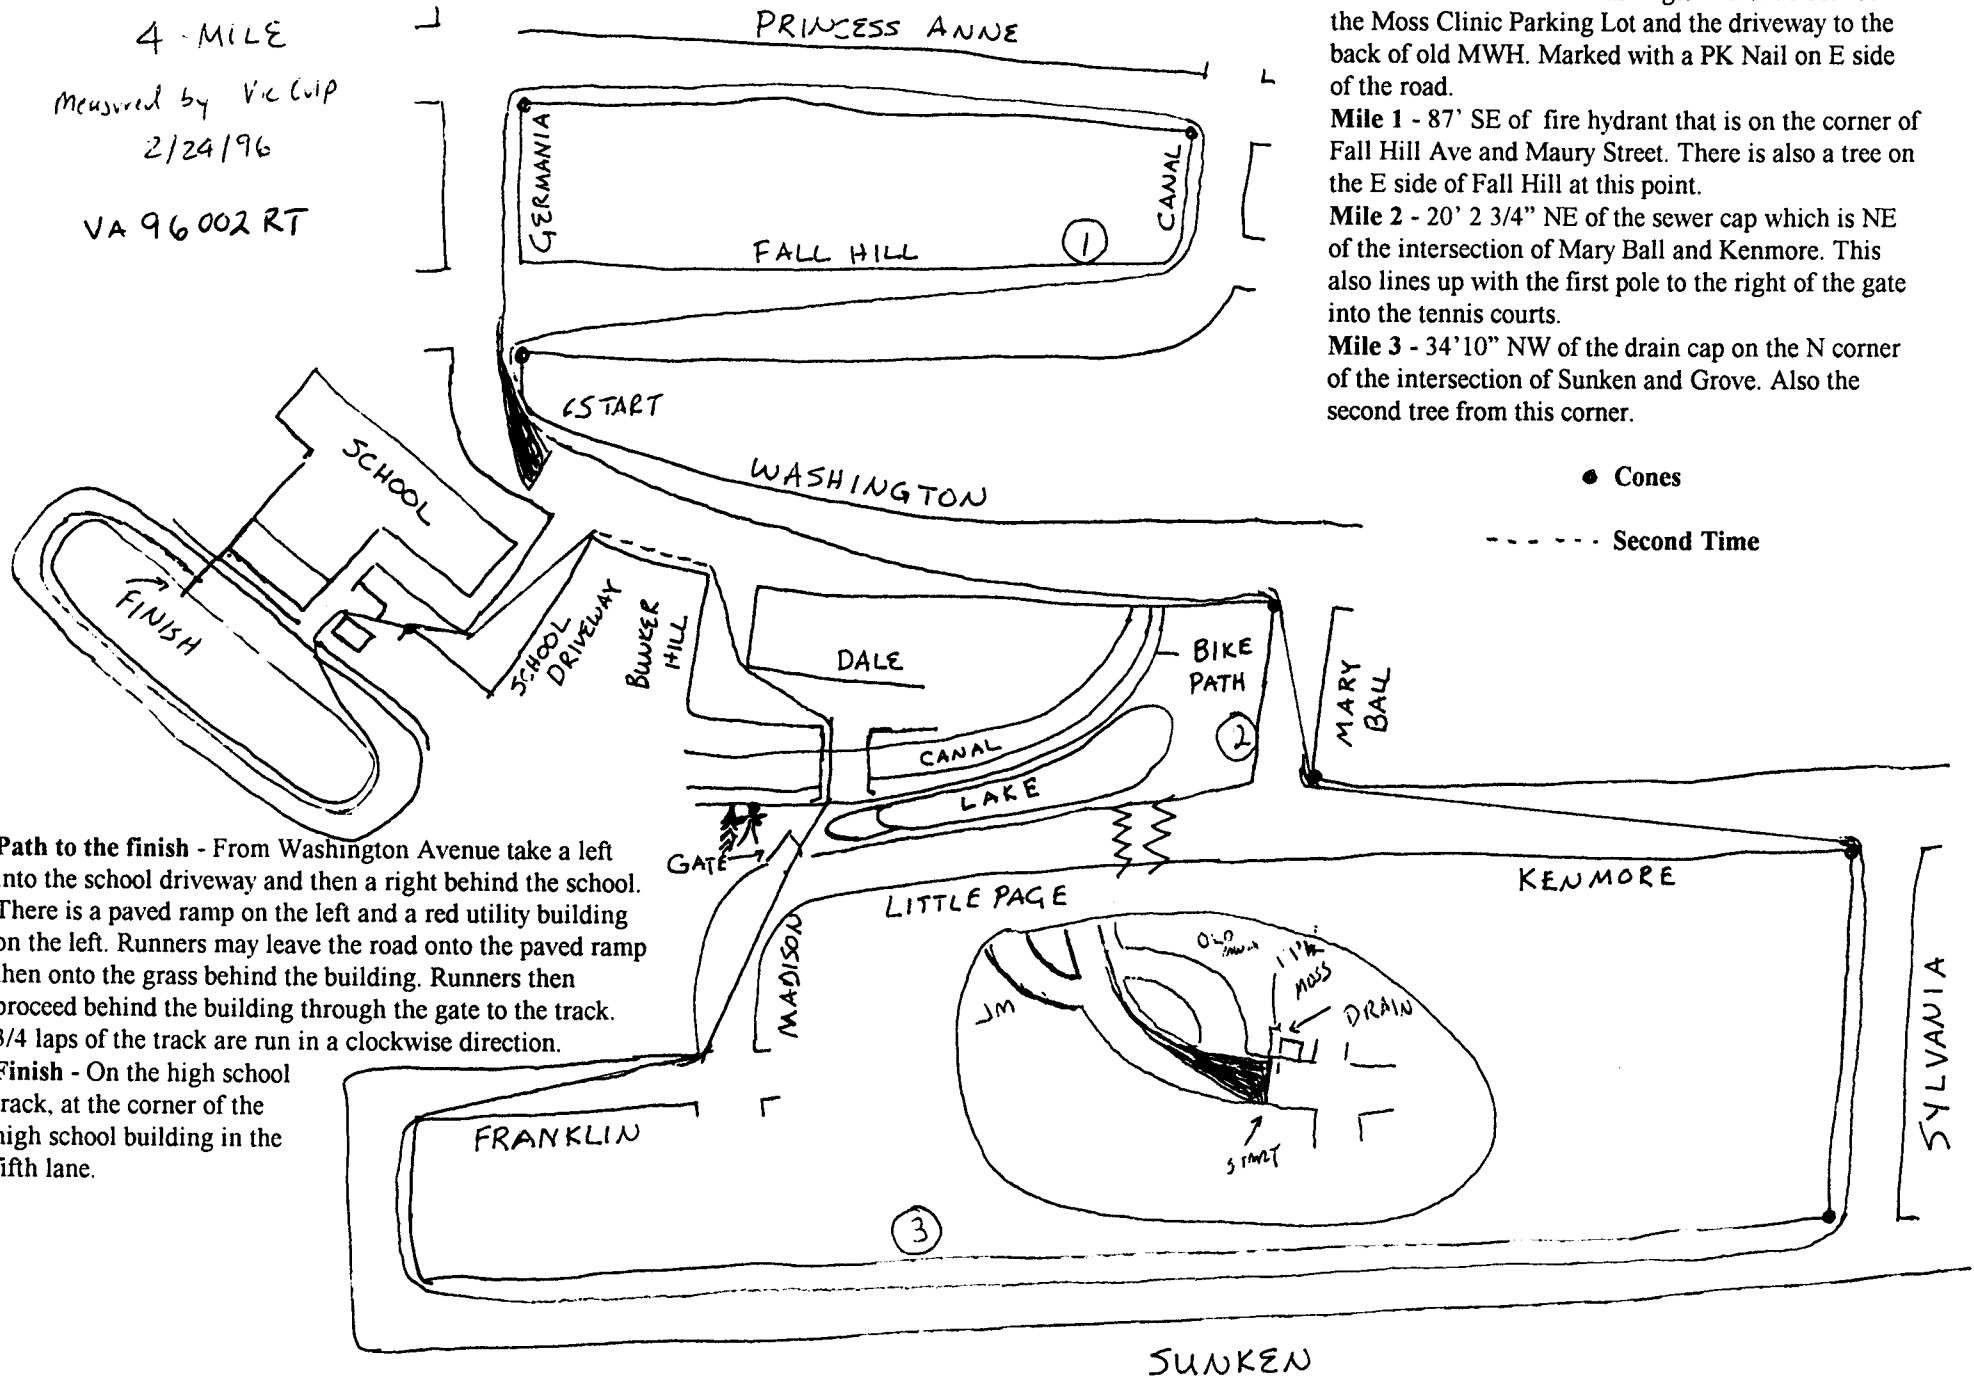 4 - MILE
Measured by Vic Culp
2/24/96
VA 96002 RT
PRINCESS ANNE
GERMANIA
CANAL
FALL HILL
1
START
WASHINGTON
SCHOOL
FINISH
SCHOOL
DRIVEWAY
BUNKER
HILL
DALE
BIKE
PATH
MARY
BALL
2
CANAL
LAKE
GATE
LITTLE PAGE
KENMORE
MADISON
SYLVANIA
FRANKLIN
OLD
MOSS
DRAIN
JM
START
3
SUNKEN
the Moss Clinic Parking Lot and the driveway to the
back of old MWH. Marked with a PK Nail on E side
of the road.
Mile 1 - 87' SE of fire hydrant that is on the corner of
Fall Hill Ave and Maury Street. There is also a tree on
the E side of Fall Hill at this point.
Mile 2 - 20' 2 3/4" NE of the sewer cap which is NE
of the intersection of Mary Ball and Kenmore. This
also lines up with the first pole to the right of the gate
into the tennis courts.
Mile 3 - 34'10" NW of the drain cap on the N corner
of the intersection of Sunken and Grove. Also the
second tree from this corner.
Cones
- - - - - - - Second Time
Path to the finish - From Washington Avenue take a left
into the school driveway and then a right behind the school.
There is a paved ramp on the left and a red utility building
on the left. Runners may leave the road onto the paved ramp
then onto the grass behind the building. Runners then
proceed behind the building through the gate to the track.
3/4 laps of the track are run in a clockwise direction.
Finish - On the high school
track, at the corner of the
high school building in the
fifth lane.